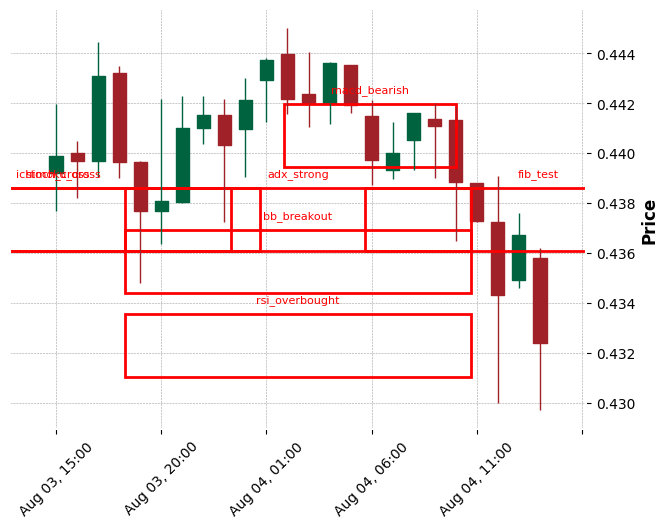 0.444
macd_bearish
0.442
0.440
adx_strong
fib_test
0.438
bb_breakout
Price
0.436
rsi_overbought
0.434
0.432
0.430
Aug 03, 15:00
Aug 03, 20:00
Aug 04, 01:00
Aug 04, 06:00
Aug 04, 11:00